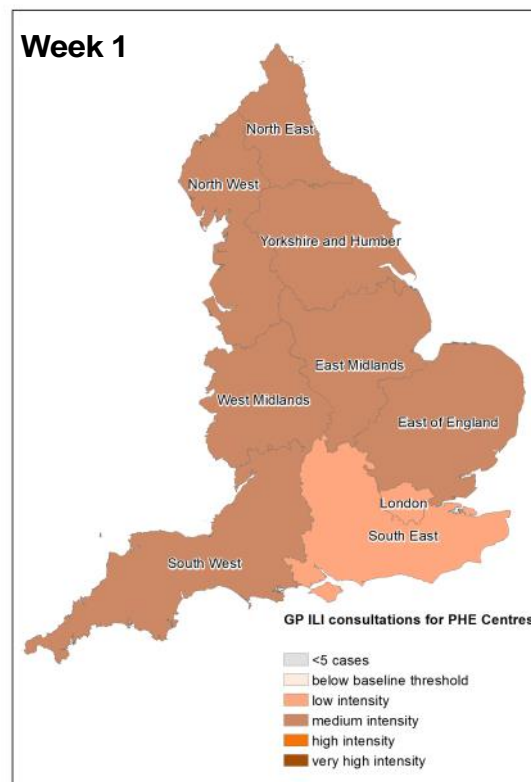 Week 1
North East
North West
Yorkshire and Humber
East Midlands
West Midlands
East of England
London
South East
South West
GP ILI consultations for PHE Centres
<5 cases
below baseline threshold
low intensity
medium intensity
high intensity
very high intensity